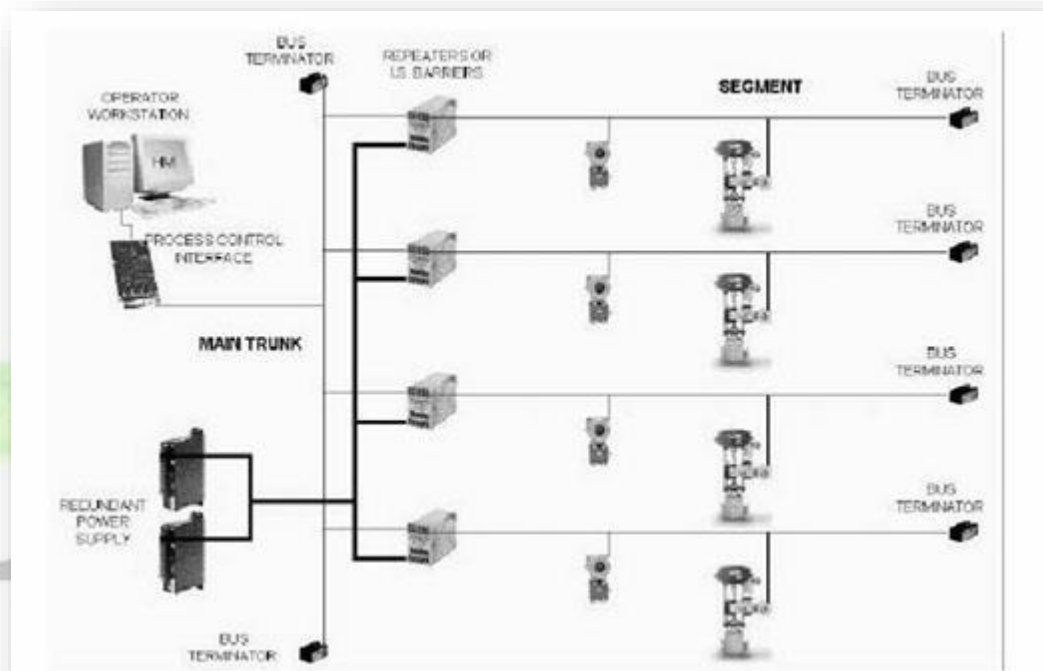 BUS
TERMINATOR
REPEATERS OR
I.S. BARRIERS
SEGMENT
BUS
TERMINATOR
OPERATOR
WORKSTATION
HMI
PROCESS CONTROL
INTERFACE
BUS
TERMINATOR
MAIN TRUNK
BUS
TERMINATOR
REDUNDANT
POWER
SUPPLY
BUS
TERMINATOR
BUS
TERMINATOR